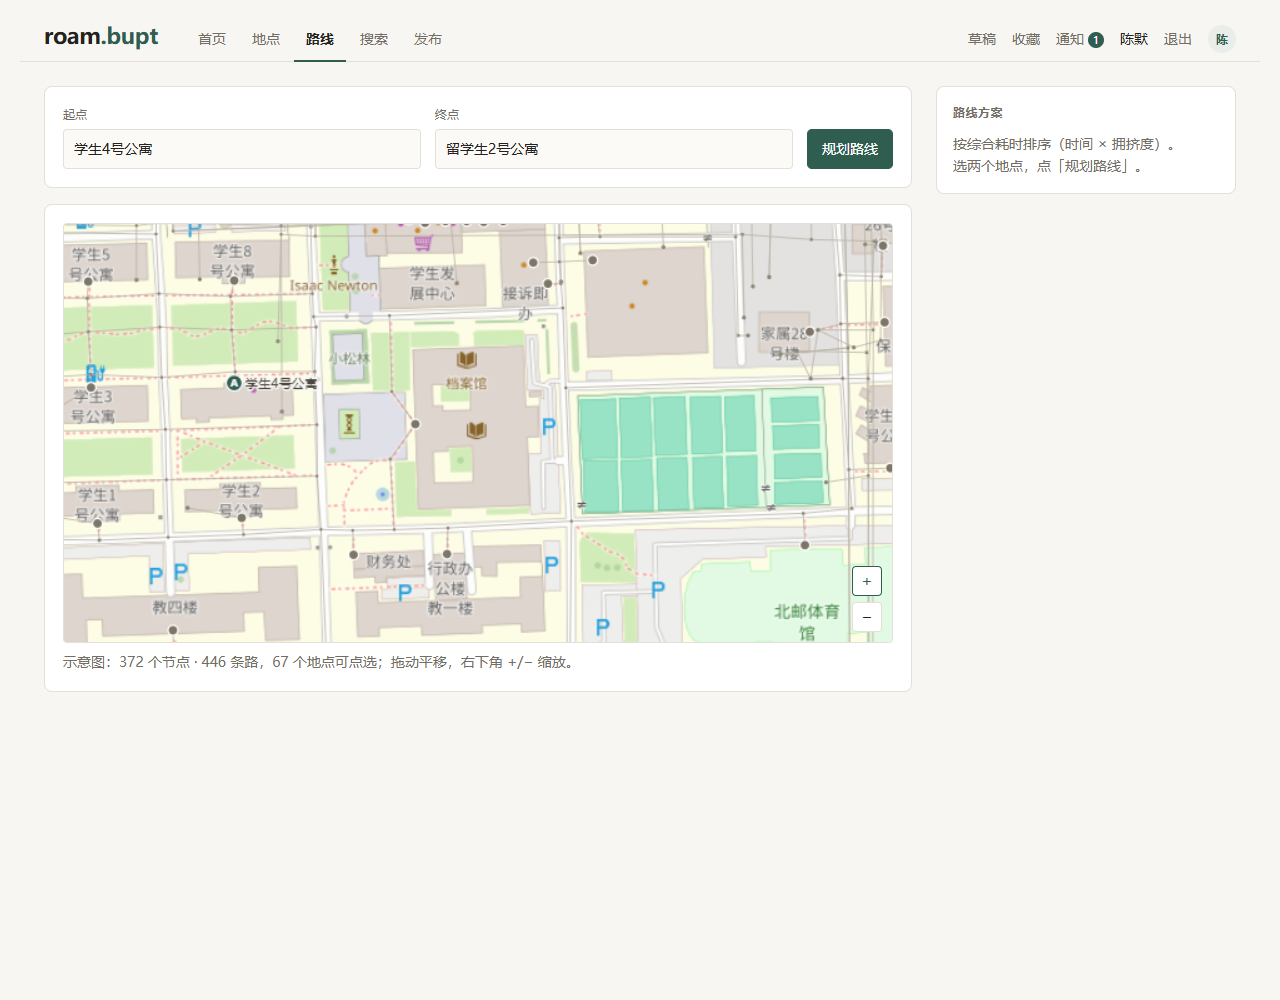 roam.bupt
首页 地点 路线 搜索 发布
草稿 收藏 通知 1 陈默 退出 陈
起点
学生4号公寓
终点
留学生2号公寓
规划路线
路线方案
按综合耗时排序（时间 × 拥挤度）。
选两个地点，点「规划路线」。
学生5
号公寓
学生8
号公寓
Isaac Newton
学生发
展中心
接诉即
办
家属28
号楼
保
小松林
档案馆
A 学生4号公寓
学生3
号公寓
学生
号公
P
P
学生1
号公寓
学生2
号公寓
财务处
行政办
公楼
教一楼
教四楼
P
P
P
P
P
P
北邮体育
馆
+
−
示意图：372 个节点 · 446 条路，67 个地点可点选；拖动平移，右下角 +/− 缩放。